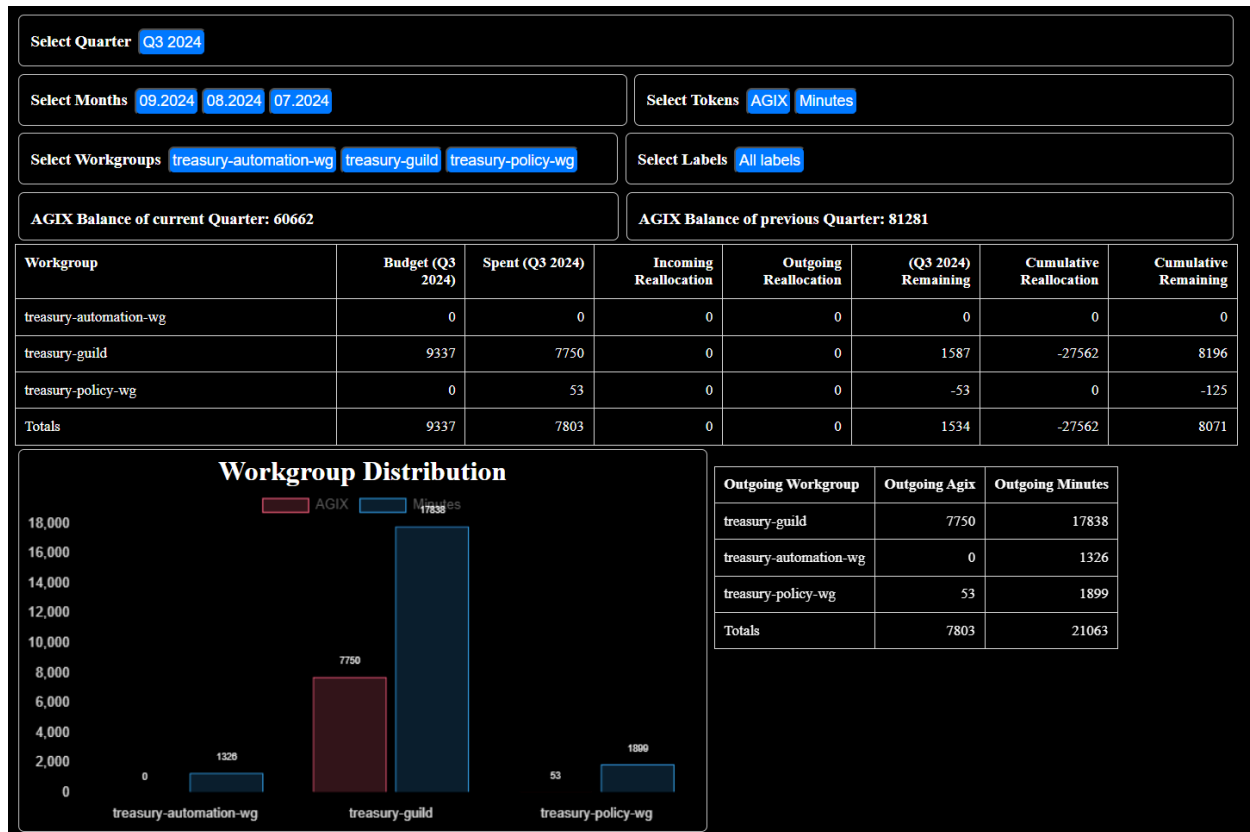 Select Quarter Q3 2024
Select Months 09.2024 08.2024 07.2024
Select Tokens AGIX Minutes
Select Workgroups treasury-automation-wg treasury-guild treasury-policy-wg
Select Labels All labels
AGIX Balance of current Quarter: 60662
AGIX Balance of previous Quarter: 81281
Workgroup Budget (Q3 2024) Spent (Q3 2024) Incoming Reallocation Outgoing Reallocation (Q3 2024) Remaining Cumulative Reallocation Cumulative Remaining
treasury-automation-wg 0 0 0 0 0 0 0
treasury-guild 9337 7750 0 0 1587 -27562 8196
treasury-policy-wg 0 53 0 0 -53 0 -125
Totals 9337 7803 0 0 1534 -27562 8071
Workgroup Distribution
AGIX Minutes
17838
18,000
16,000
14,000
12,000
10,000
8,000
6,000
4,000
2,000
0
7750
1326
1899
0
53
treasury-automation-wg treasury-guild treasury-policy-wg
Outgoing Workgroup Outgoing Agix Outgoing Minutes
treasury-guild 7750 17838
treasury-automation-wg 0 1326
treasury-policy-wg 53 1899
Totals 7803 21063